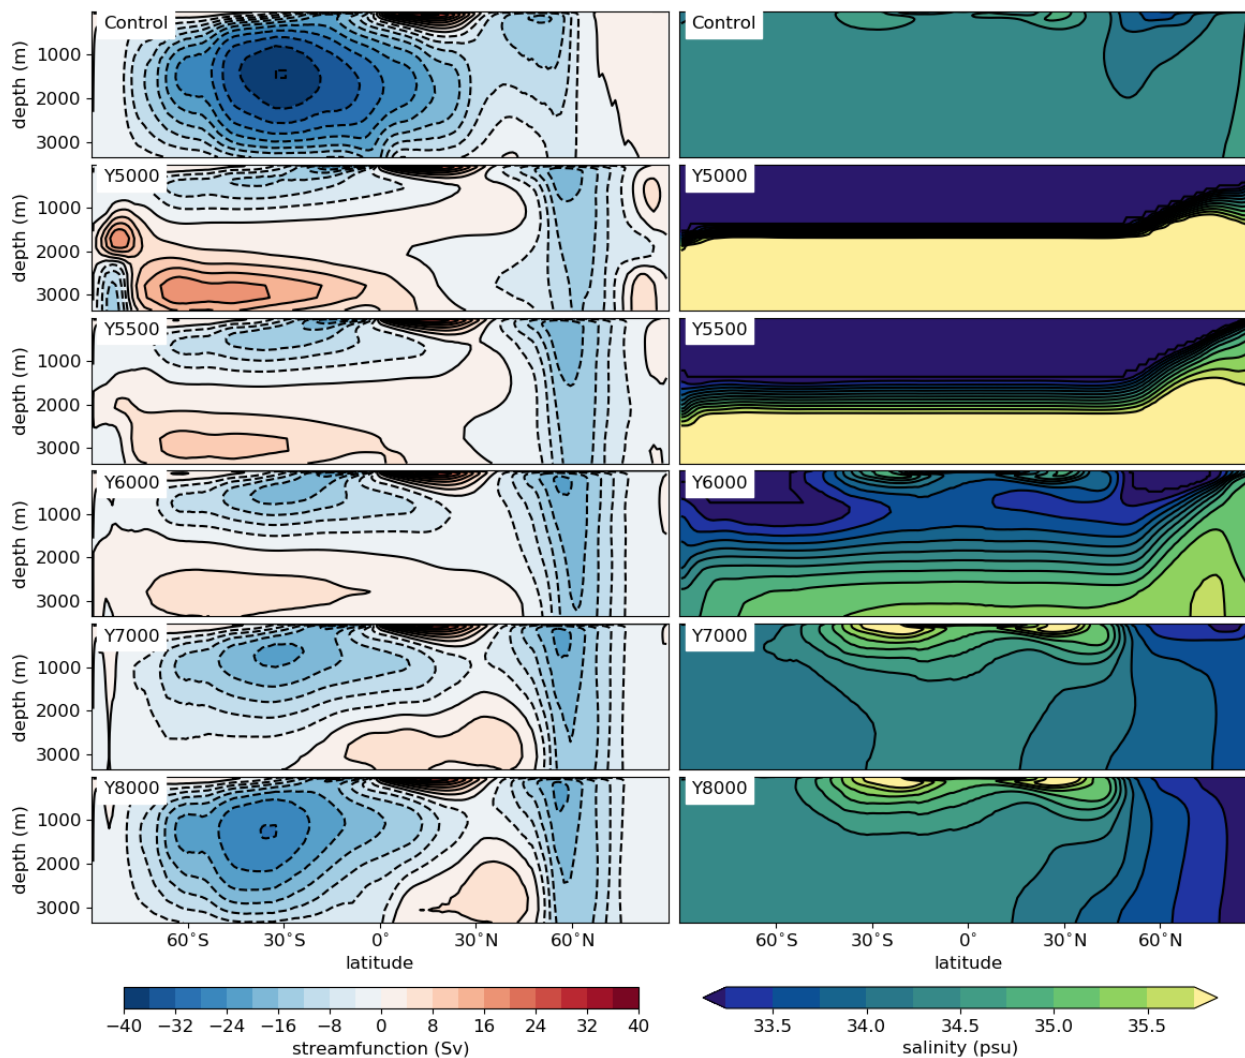 Control
Control
depth (m)
1000
2000
3000
Y5000
Y5000
depth (m)
1000
2000
3000
Y5500
Y5500
depth (m)
1000
2000
3000
Y6000
Y6000
depth (m)
1000
2000
3000
Y7000
Y7000
depth (m)
1000
2000
3000
Y8000
Y8000
depth (m)
1000
2000
3000
60°S 30°S 0° 30°N 60°N
60°S 30°S 0° 30°N 60°N
latitude
latitude
−40 −32 −24 −16 −8 0 8 16 24 32 40
33.5 34.0 34.5 35.0 35.5
streamfunction (Sv)
salinity (psu)